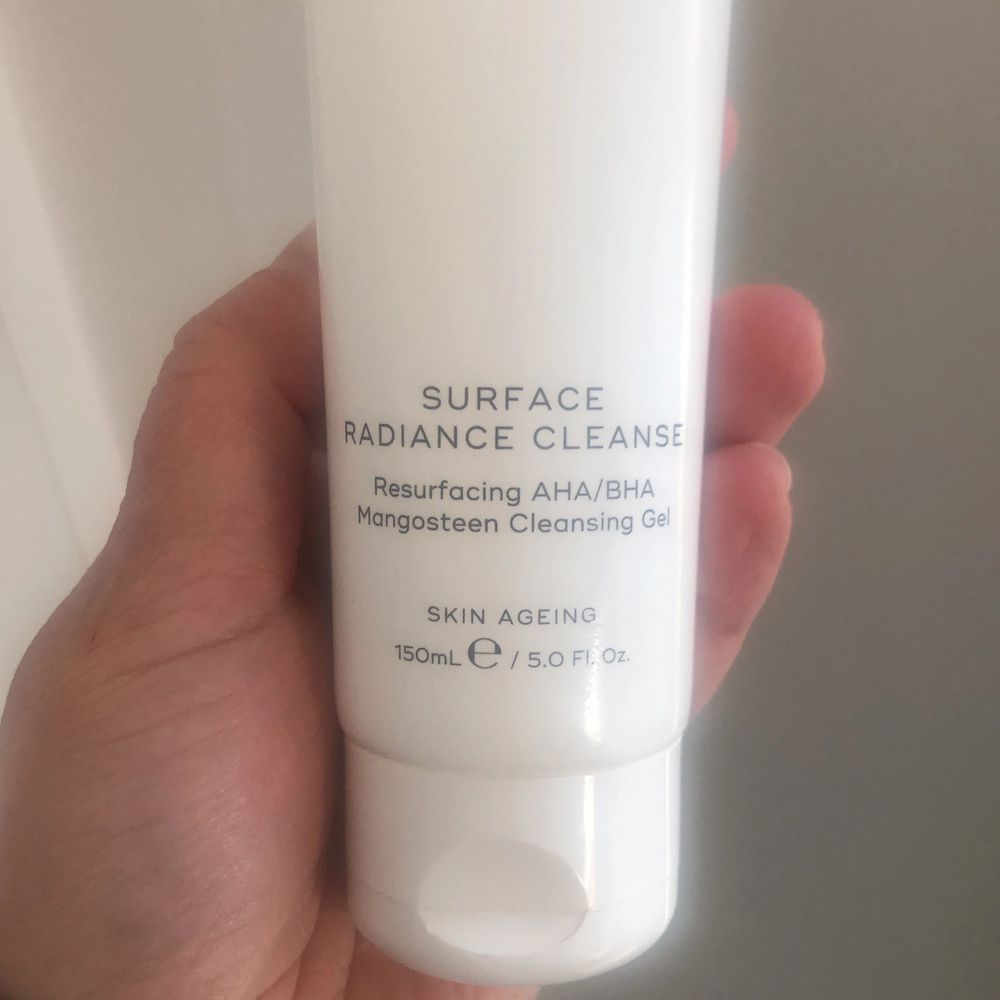 SURFACE
RADIANCE CLEANSE
Resurfacing AHA/BHA
Mangosteen Cleansing Gel
SKIN AGEING
150mL ℮ / 5.0 Fl. Oz.